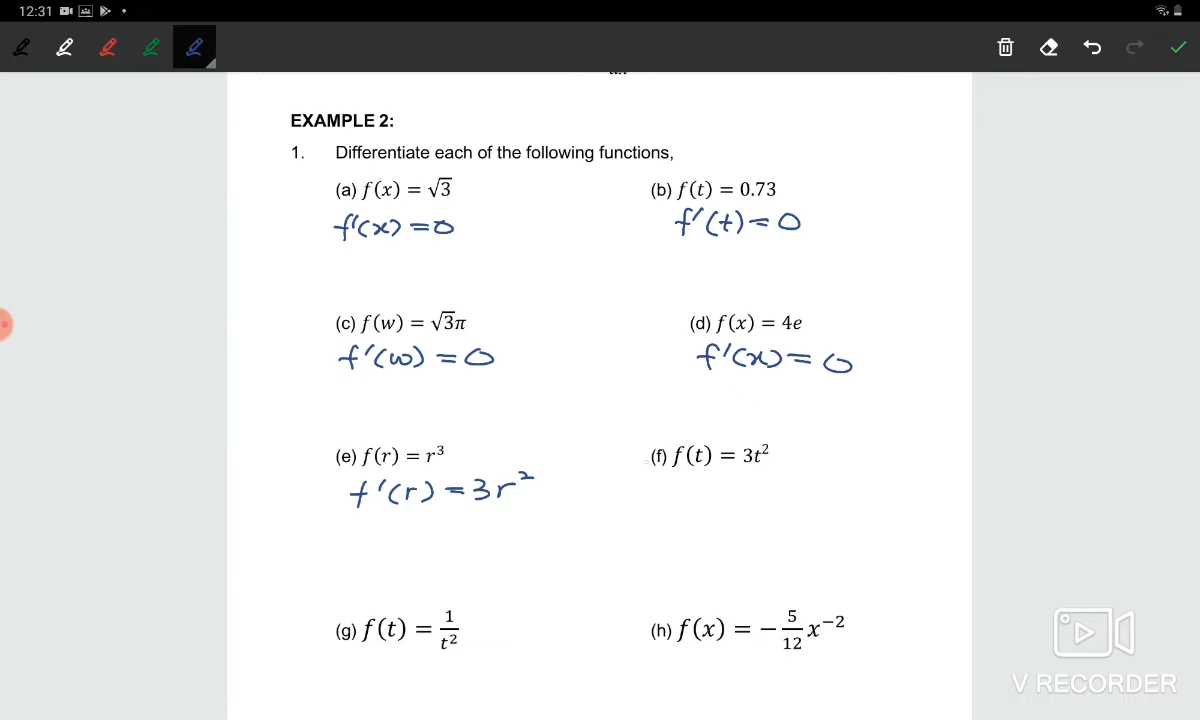 12:31
EXAMPLE 2:
1. Differentiate each of the following functions,
(a) f(x) = √3
(b) f(t) = 0.73
f'(x) = 0
f'(t) = 0
(c) f(w) = √3π
(d) f(x) = 4e
f'(w) = 0
f'(x) = 0
(e) f(r) = r³
(f) f(t) = 3t²
f'(r) = 3r²
(g) f(t) = 1/t²
(h) f(x) = −5/12 x⁻²
V RECORDER